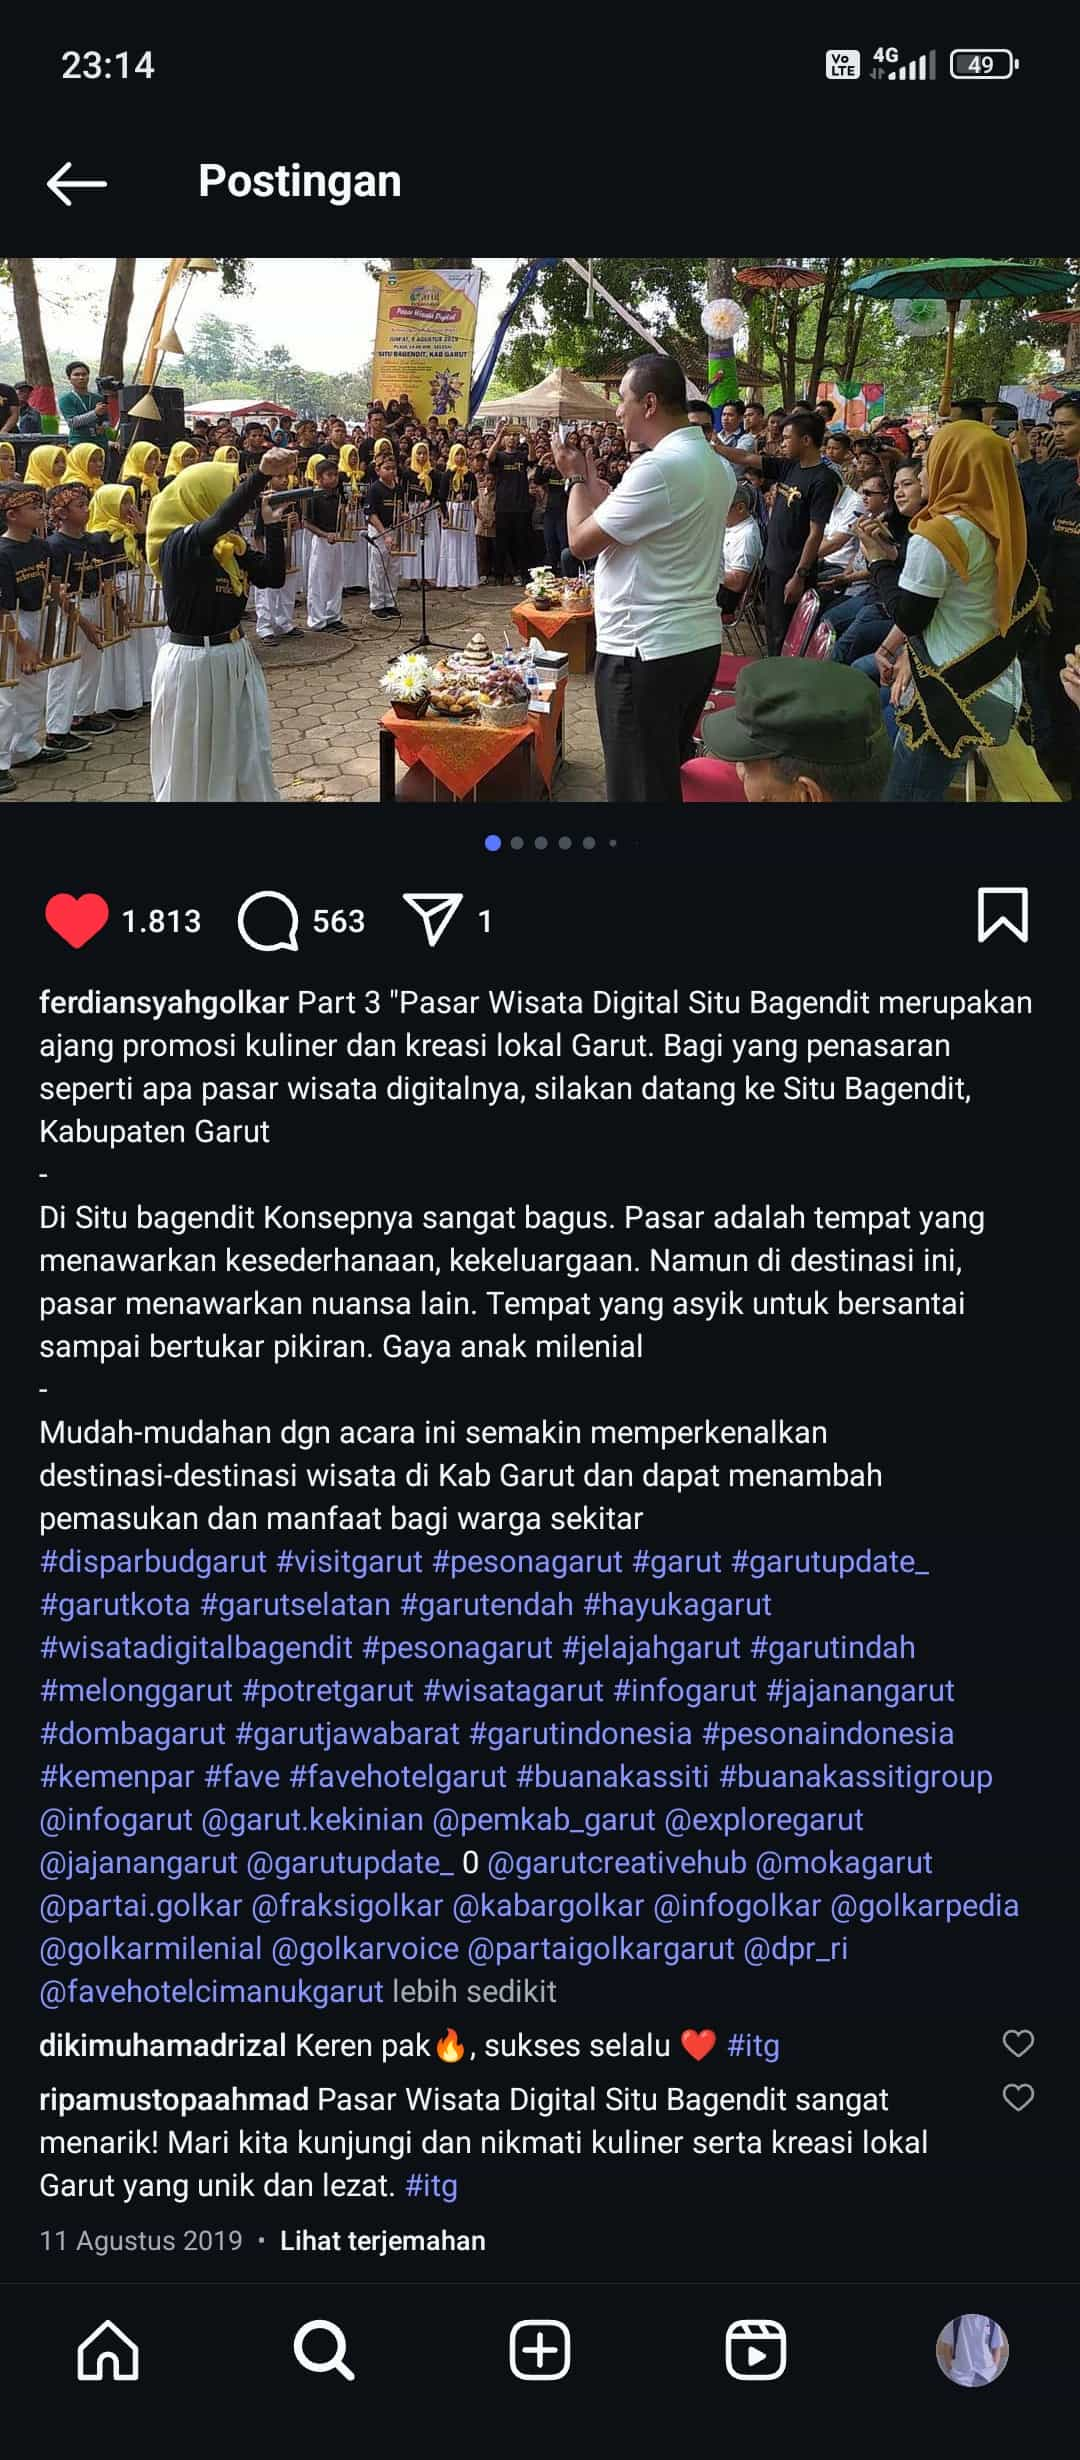 23:14
Vo LTE 4G 49
Postingan
Garut
Pasar Wisata Digital
JUM'AT, 9 AGUSTUS 2019
SITU BAGENDIT, KAB GARUT
1.813 563 1
ferdiansyahgolkar Part 3 "Pasar Wisata Digital Situ Bagendit merupakan
ajang promosi kuliner dan kreasi lokal Garut. Bagi yang penasaran
seperti apa pasar wisata digitalnya, silakan datang ke Situ Bagendit,
Kabupaten Garut
-
Di Situ bagendit Konsepnya sangat bagus. Pasar adalah tempat yang
menawarkan kesederhanaan, kekeluargaan. Namun di destinasi ini,
pasar menawarkan nuansa lain. Tempat yang asyik untuk bersantai
sampai bertukar pikiran. Gaya anak milenial
-
Mudah-mudahan dgn acara ini semakin memperkenalkan
destinasi-destinasi wisata di Kab Garut dan dapat menambah
pemasukan dan manfaat bagi warga sekitar
#disparbudgarut #visitgarut #pesonagarut #garut #garutupdate_
#garutkota #garutselatan #garutendah #hayukagarut
#wisatadigitalbagendit #pesonagarut #jelajahgarut #garutindah
#melonggarut #potretgarut #wisatagarut #infogarut #jajanangarut
#dombagarut #garutjawabarat #garutindonesia #pesonaindonesia
#kemenpar #fave #favehotelgarut #buanakassiti #buanakassitigroup
@infogarut @garut.kekinian @pemkab_garut @exploregarut
@jajanangarut @garutupdate_ 0 @garutcreativehub @mokagarut
@partai.golkar @fraksigolkar @kabargolkar @infogolkar @golkarpedia
@golkarmilenial @golkarvoice @partaigolkargarut @dpr_ri
@favehotelcimanukgarut lebih sedikit
dikimuhamadrizal Keren pak🔥, sukses selalu ❤️ #itg
ripamustopaahmad Pasar Wisata Digital Situ Bagendit sangat
menarik! Mari kita kunjungi dan nikmati kuliner serta kreasi lokal
Garut yang unik dan lezat. #itg
11 Agustus 2019 • Lihat terjemahan